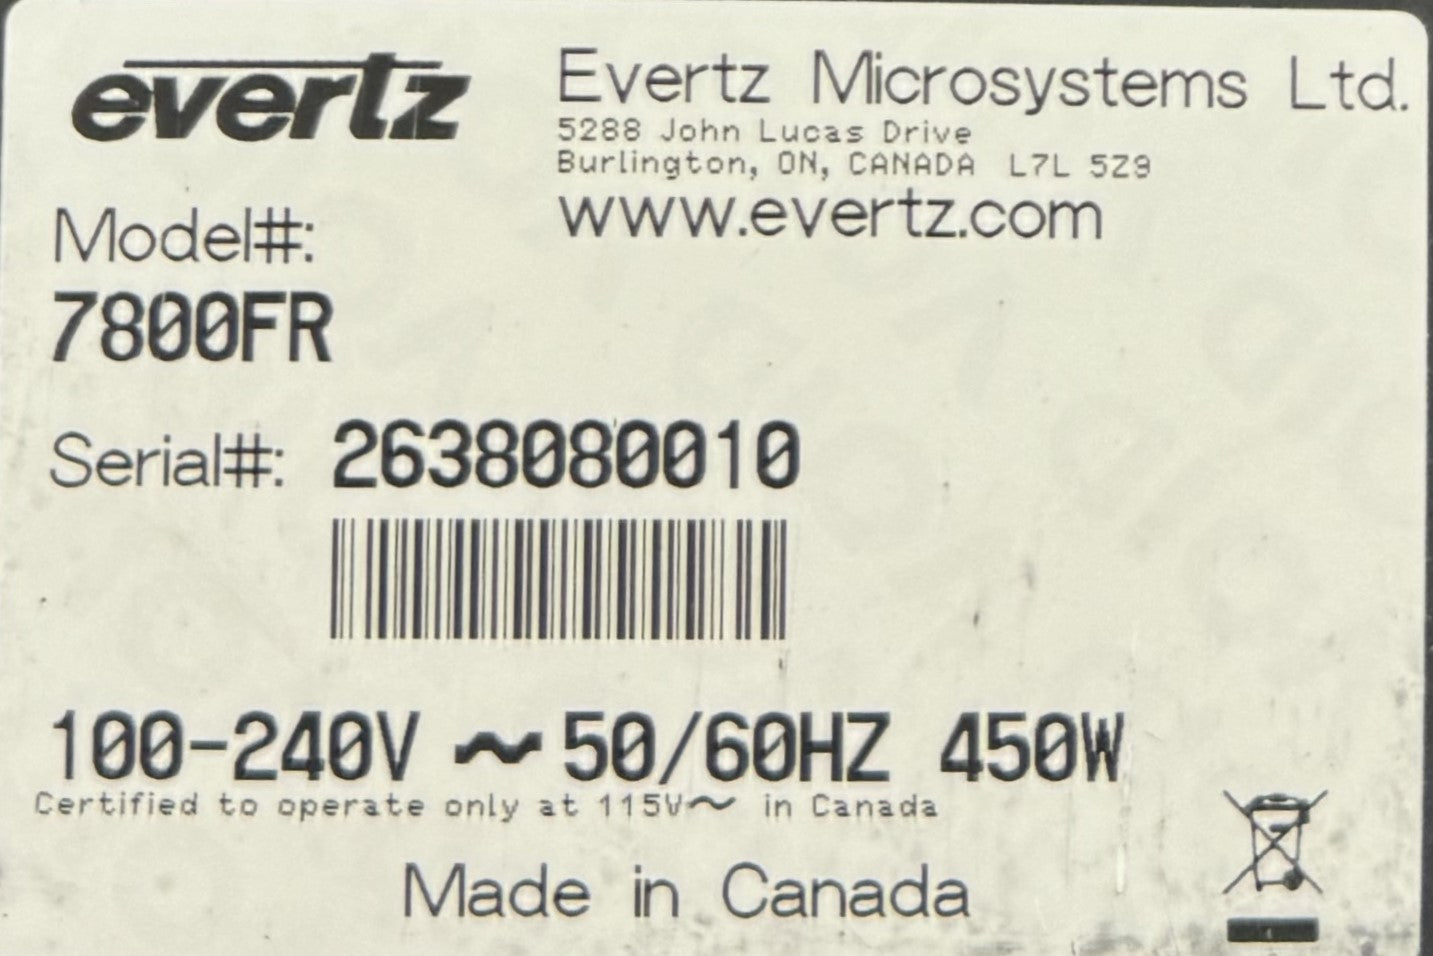 evertz
Evertz Microsystems Ltd.
5288 John Lucas Drive
Burlington, ON, CANADA L7L 5Z9
www.evertz.com
Model#:
7800FR
Serial#: 2638080010
100-240V ~ 50/60HZ 450W
Certified to operate only at 115V~ in Canada
Made in Canada